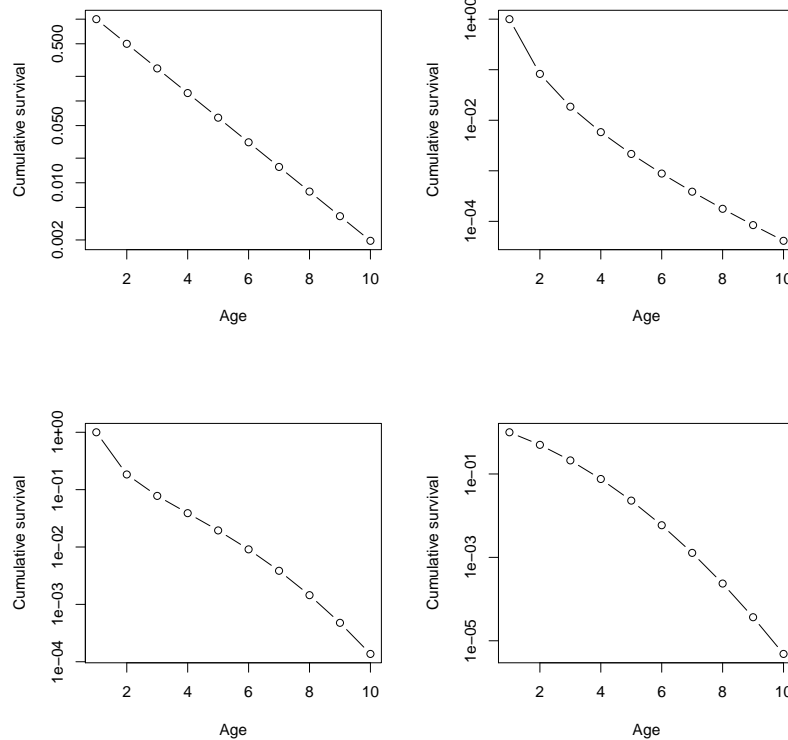 Cumulative survival
0.500
0.050
0.010
0.002
2 4 6 8 10
Age
Cumulative survival
1e+00
1e−02
1e−04
2 4 6 8 10
Age
Cumulative survival
1e+00
1e−01
1e−02
1e−03
1e−04
2 4 6 8 10
Age
Cumulative survival
1e−01
1e−03
1e−05
2 4 6 8 10
Age